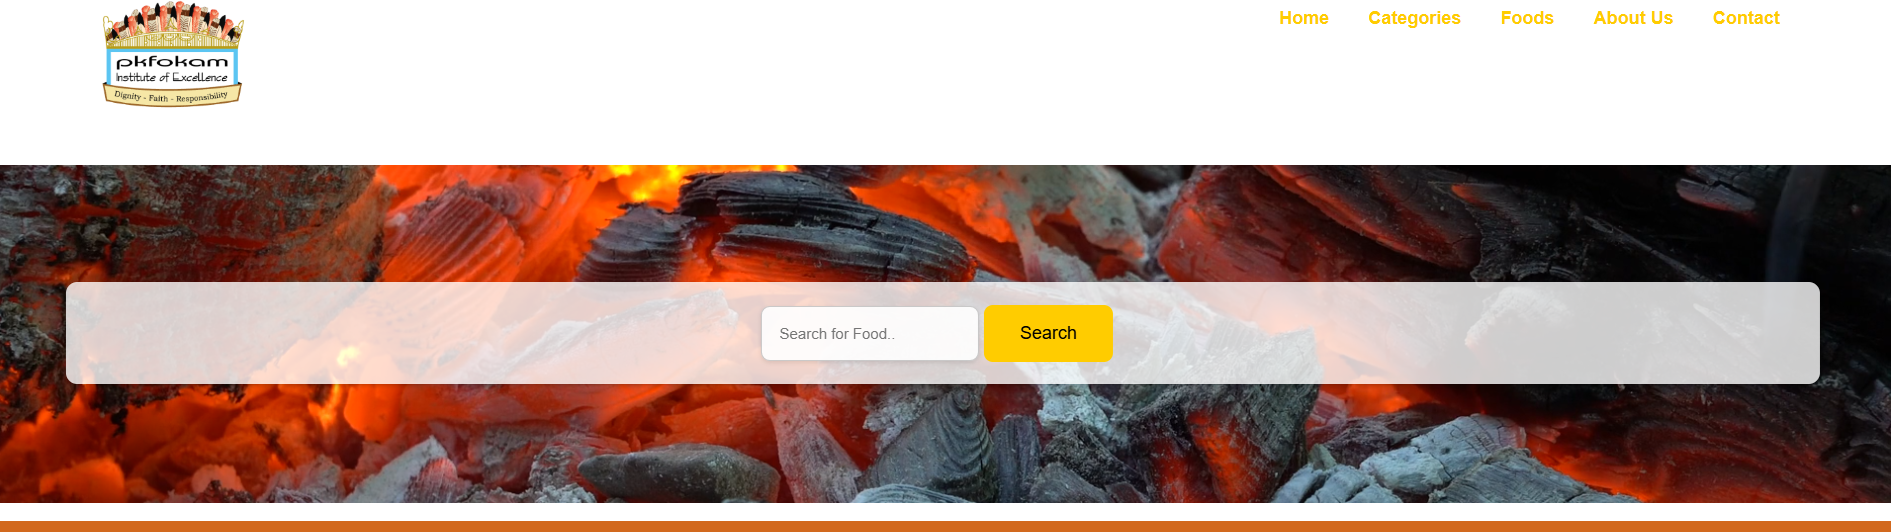 pkfokam
Institute of Excellence
Dignity - Faith - Responsibility
Home Categories Foods About Us Contact
Search for Food.. Search